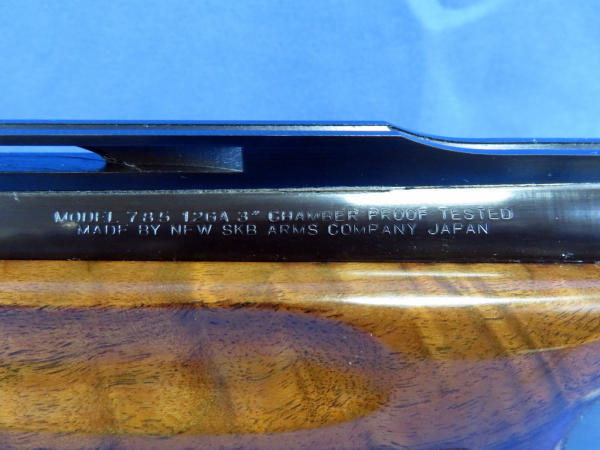 MODEL 785 12GA 3" CHAMBER PROOF TESTED
MADE BY NEW SKB ARMS COMPANY JAPAN